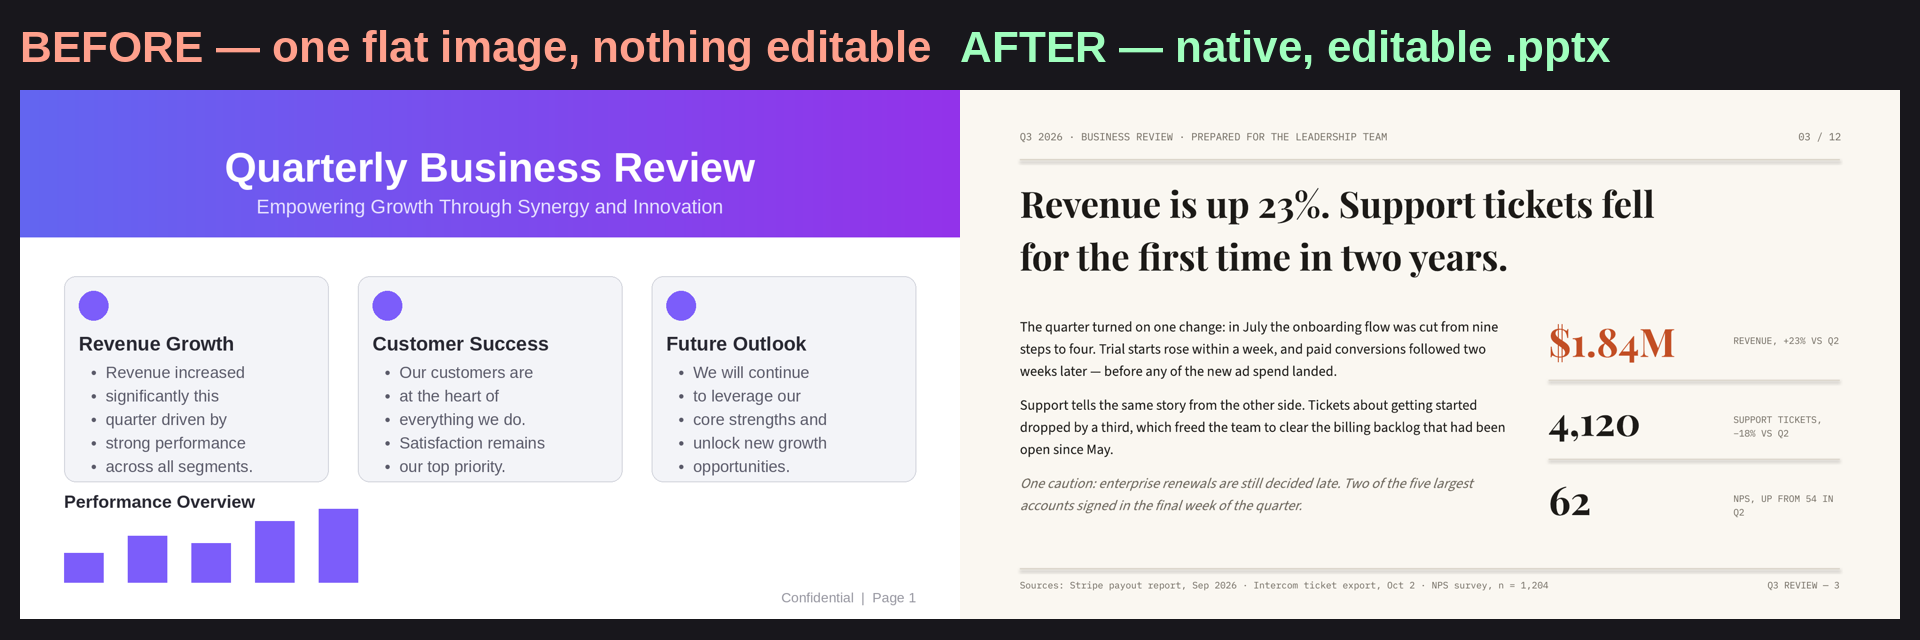 BEFORE — one flat image, nothing editable
AFTER — native, editable .pptx
Quarterly Business Review
Empowering Growth Through Synergy and Innovation
Revenue Growth
• Revenue increased
• significantly this
• quarter driven by
• strong performance
• across all segments.
Customer Success
• Our customers are
• at the heart of
• everything we do.
• Satisfaction remains
• our top priority.
Future Outlook
• We will continue
• to leverage our
• core strengths and
• unlock new growth
• opportunities.
Performance Overview
Confidential | Page 1
Q3 2026 · BUSINESS REVIEW · PREPARED FOR THE LEADERSHIP TEAM
03 / 12
Revenue is up 23%. Support tickets fell
for the first time in two years.
The quarter turned on one change: in July the onboarding flow was cut from nine
steps to four. Trial starts rose within a week, and paid conversions followed two
weeks later — before any of the new ad spend landed.
Support tells the same story from the other side. Tickets about getting started
dropped by a third, which freed the team to clear the billing backlog that had been
open since May.
One caution: enterprise renewals are still decided late. Two of the five largest
accounts signed in the final week of the quarter.
$1.84M
REVENUE, +23% VS Q2
4,120
SUPPORT TICKETS,
−18% VS Q2
62
NPS, UP FROM 54 IN
Q2
Sources: Stripe payout report, Sep 2026 · Intercom ticket export, Oct 2 · NPS survey, n = 1,204
Q3 REVIEW — 3